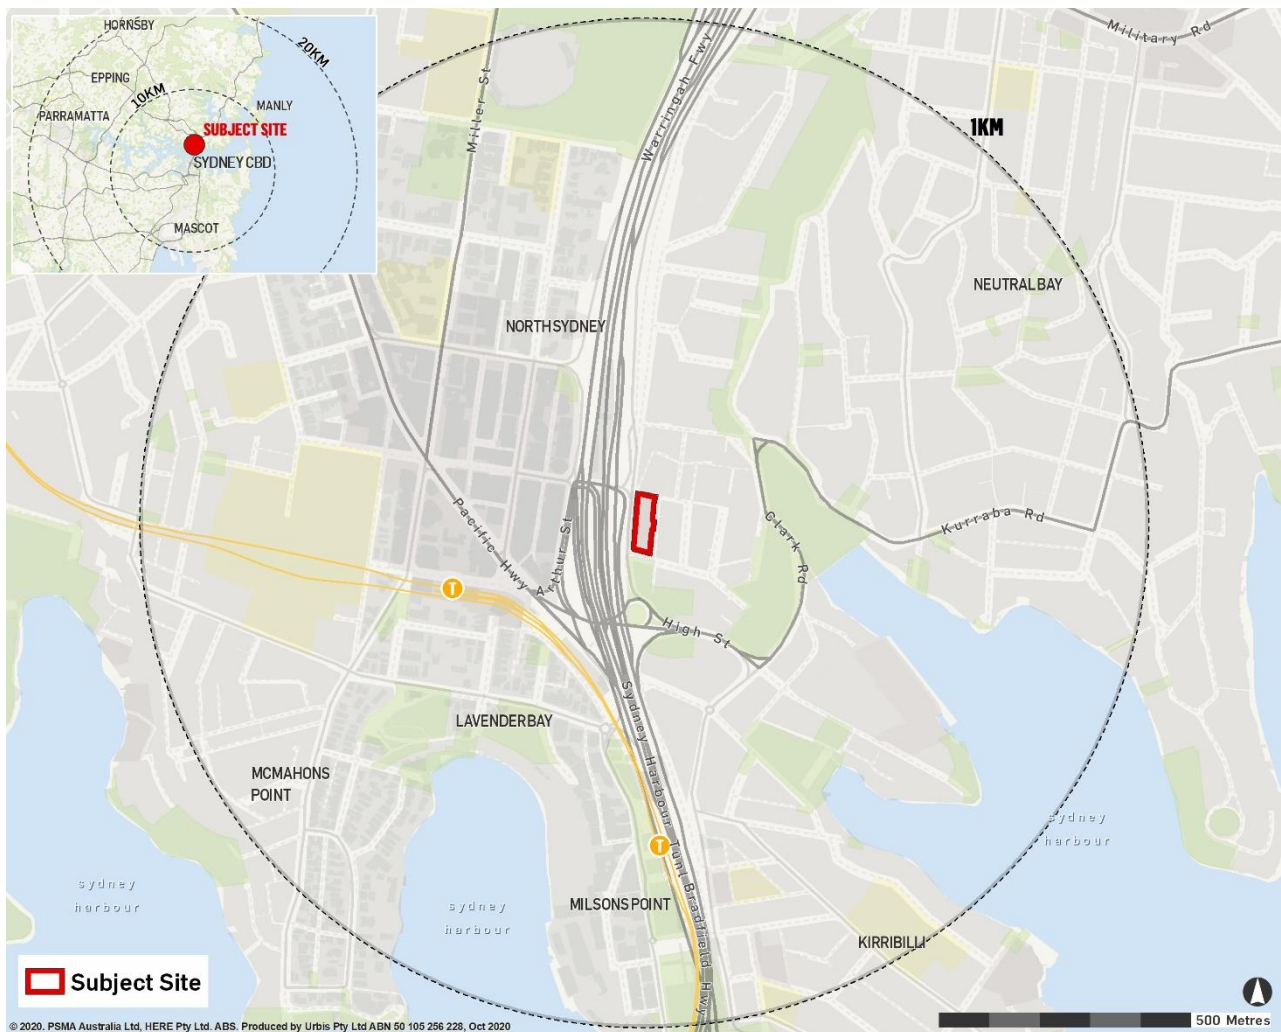 HORNSBY
20KM
EPPING
10KM
MANLY
PARRAMATTA
SUBJECT SITE
SYDNEY CBD
MASCOT
Miller St
Warringah Fwy
Military Rd
1KM
NEUTRAL BAY
NORTH SYDNEY
Pacific Hwy
Arthur St
Clark Rd
Kurraba Rd
T
High St
LAVENDER BAY
Sydney Harbour Tunl
MCMAHONS
POINT
sydney
harbour
T
sydney
harbour
sydney
harbour
MILSONS POINT
Bradfield Hwy
KIRRIBILLI
Subject Site
500 Metres
© 2020. PSMA Australia Ltd, HERE Pty Ltd. ABS. Produced by Urbis Pty Ltd ABN 50 105 256 228, Oct 2020